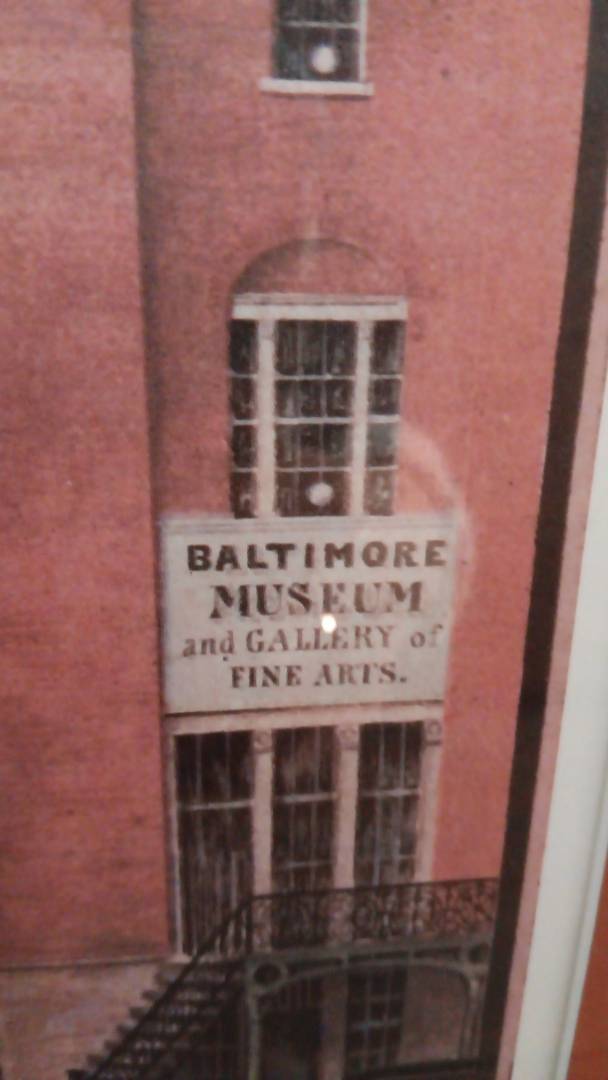 BALTIMORE
MUSEUM
and GALLERY of
FINE ARTS.